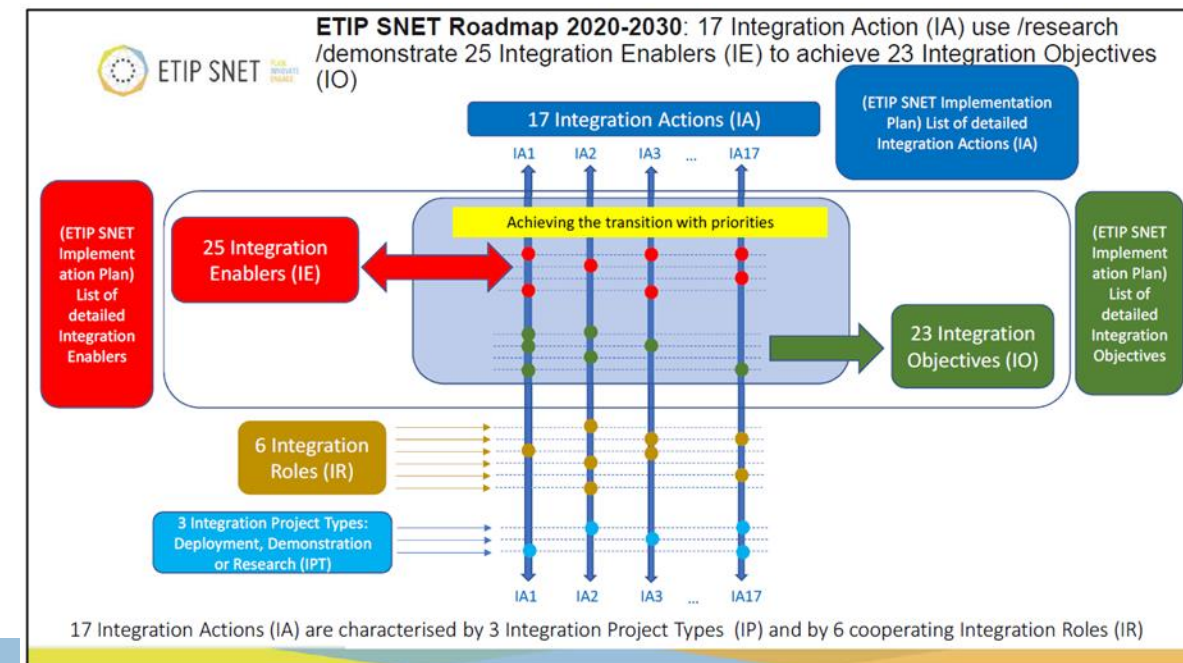 ETIP SNET Roadmap 2020-2030: 17 Integration Action (IA) use /research
/demonstrate 25 Integration Enablers (IE) to achieve 23 Integration Objectives
(IO)
ETIP SNET
PLAN
INNOVATE
ENGAGE
17 Integration Actions (IA)
(ETIP SNET Implementation
Plan) List of detailed
Integration Actions (IA)
IA1 IA2 IA3 ... IA17
(ETIP SNET
Implement
ation Plan)
List of
detailed
Integration
Enablers
25 Integration
Enablers (IE)
Achieving the transition with priorities
23 Integration
Objectives (IO)
(ETIP SNET
Implement
ation Plan)
List of
detailed
Integration
Objectives
6 Integration
Roles (IR)
3 Integration Project Types:
Deployment, Demonstration
or Research (IPT)
IA1 IA2 IA3 ... IA17
17 Integration Actions (IA) are characterised by 3 Integration Project Types (IP) and by 6 cooperating Integration Roles (IR)